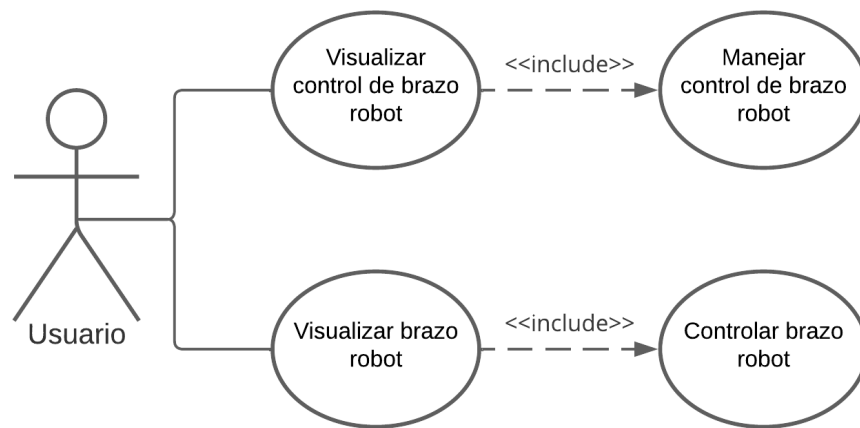 Visualizar
control de brazo
robot
<<include>>
Manejar
control de brazo
robot
Usuario
Visualizar brazo
robot
<<include>>
Controlar brazo
robot